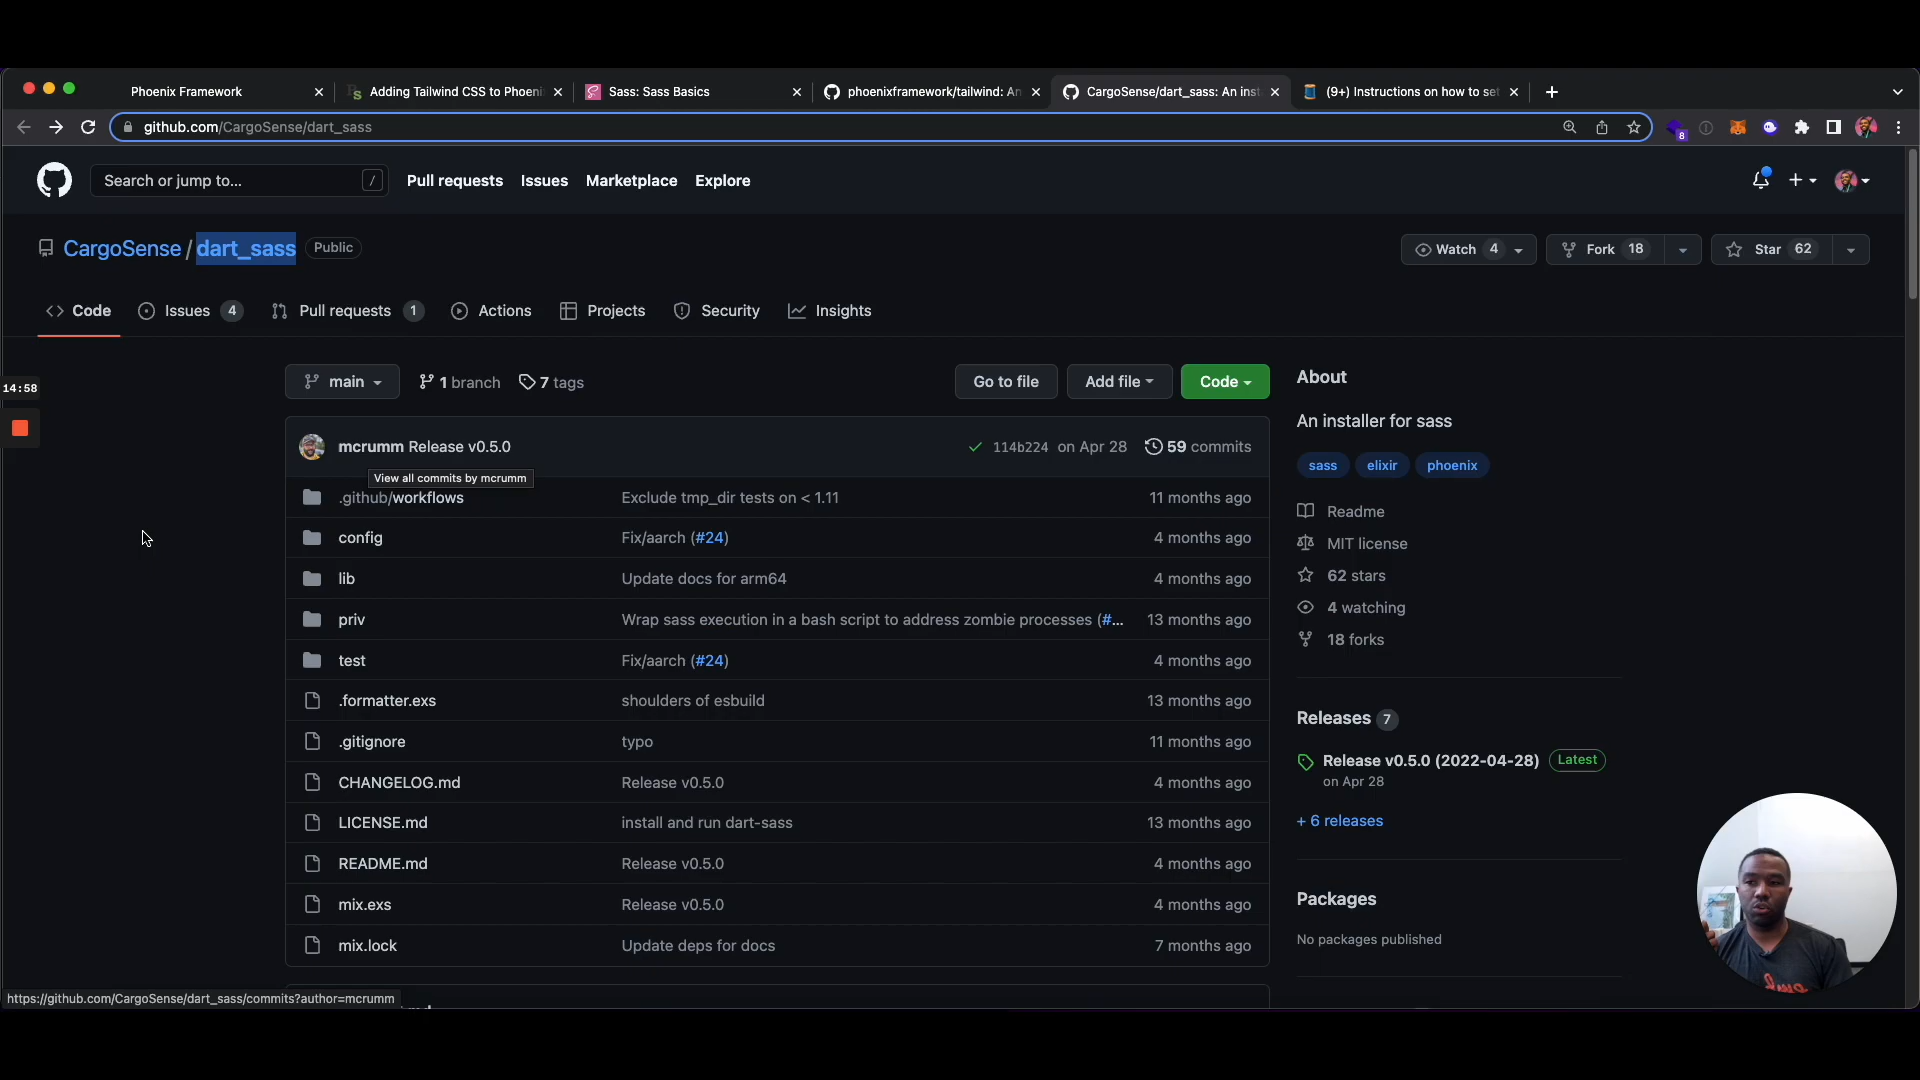 Phoenix Framework
Adding Tailwind CSS to Phoeni
Sass: Sass Basics
phoenixframework/tailwind: An
CargoSense/dart_sass: An inst
(9+) Instructions on how to set
github.com/CargoSense/dart_sass
8
Search or jump to...
/
Pull requests
Issues
Marketplace
Explore
CargoSense / dart_sass
Public
Watch 4
Fork 18
Star 62
Code
Issues 4
Pull requests 1
Actions
Projects
Security
Insights
14:58
main
1 branch
7 tags
Go to file
Add file
Code
mcrumm Release v0.5.0
114b224 on Apr 28
59 commits
View all commits by mcrumm
.github/workflows
Exclude tmp_dir tests on < 1.11
11 months ago
config
Fix/aarch (#24)
4 months ago
lib
Update docs for arm64
4 months ago
priv
Wrap sass execution in a bash script to address zombie processes (#...
13 months ago
test
Fix/aarch (#24)
4 months ago
.formatter.exs
shoulders of esbuild
13 months ago
.gitignore
typo
11 months ago
CHANGELOG.md
Release v0.5.0
4 months ago
LICENSE.md
install and run dart-sass
13 months ago
README.md
Release v0.5.0
4 months ago
mix.exs
Release v0.5.0
4 months ago
mix.lock
Update deps for docs
7 months ago
About
An installer for sass
sass
elixir
phoenix
Readme
MIT license
62 stars
4 watching
18 forks
Releases 7
Release v0.5.0 (2022-04-28)
Latest
on Apr 28
+ 6 releases
Packages
No packages published
https://github.com/CargoSense/dart_sass/commits?author=mcrumm